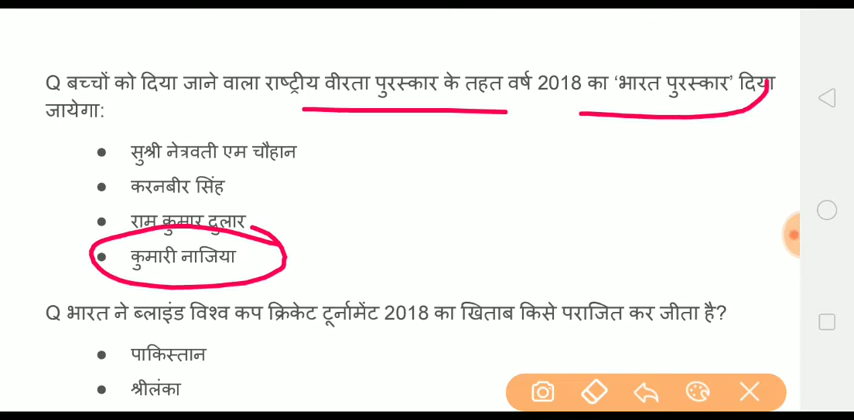 Q बच्चों को दिया जाने वाला राष्ट्रीय वीरता पुरस्कार के तहत वर्ष 2018 का ‘भारत पुरस्कार’ दिया
जायेगा:
● सुश्री नेत्रवती एम चौहान
● करनबीर सिंह
● राम कुमार दुलार
● कुमारी नाजिया
Q भारत ने ब्लाइंड विश्व कप क्रिकेट टूर्नामेंट 2018 का खिताब किसे पराजित कर जीता है?
● पाकिस्तान
● श्रीलंका